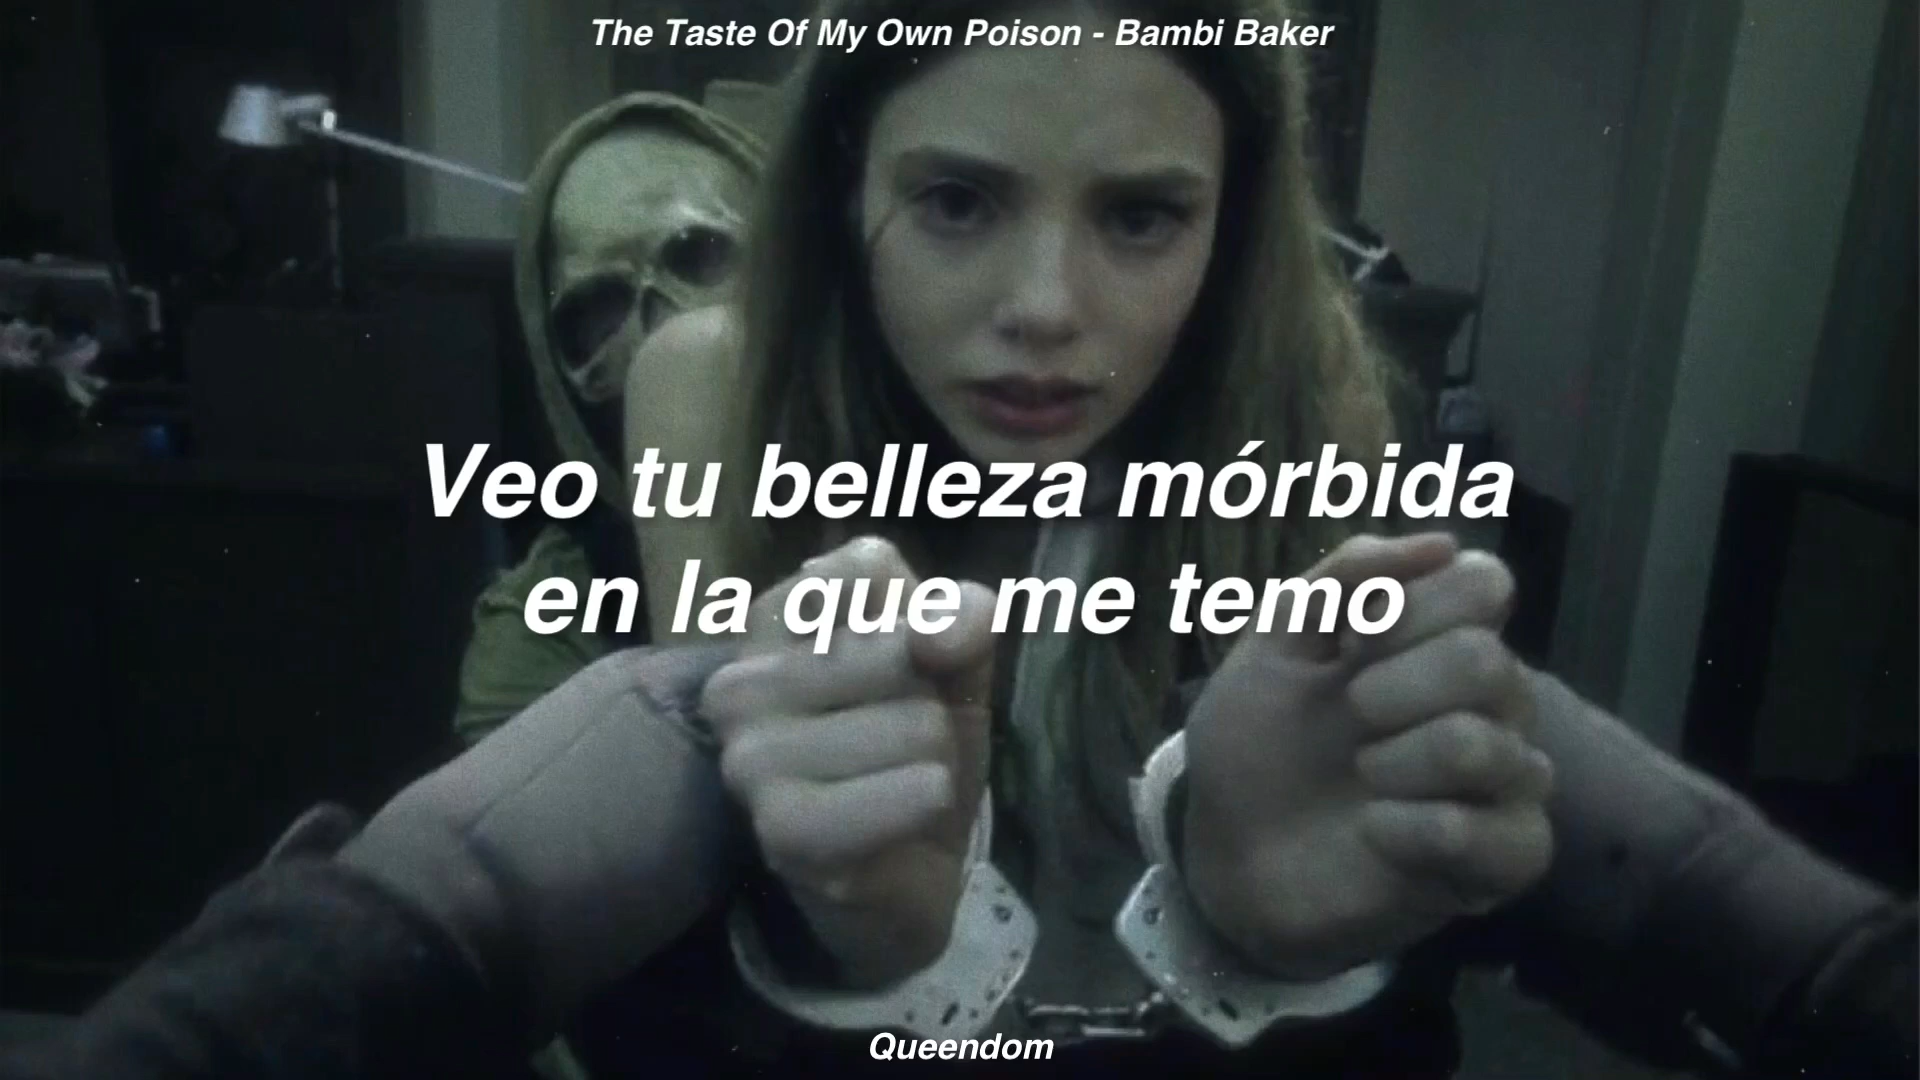 The Taste Of My Own Poison - Bambi Baker
Veo tu belleza mórbida
en la que me temo
Queendom